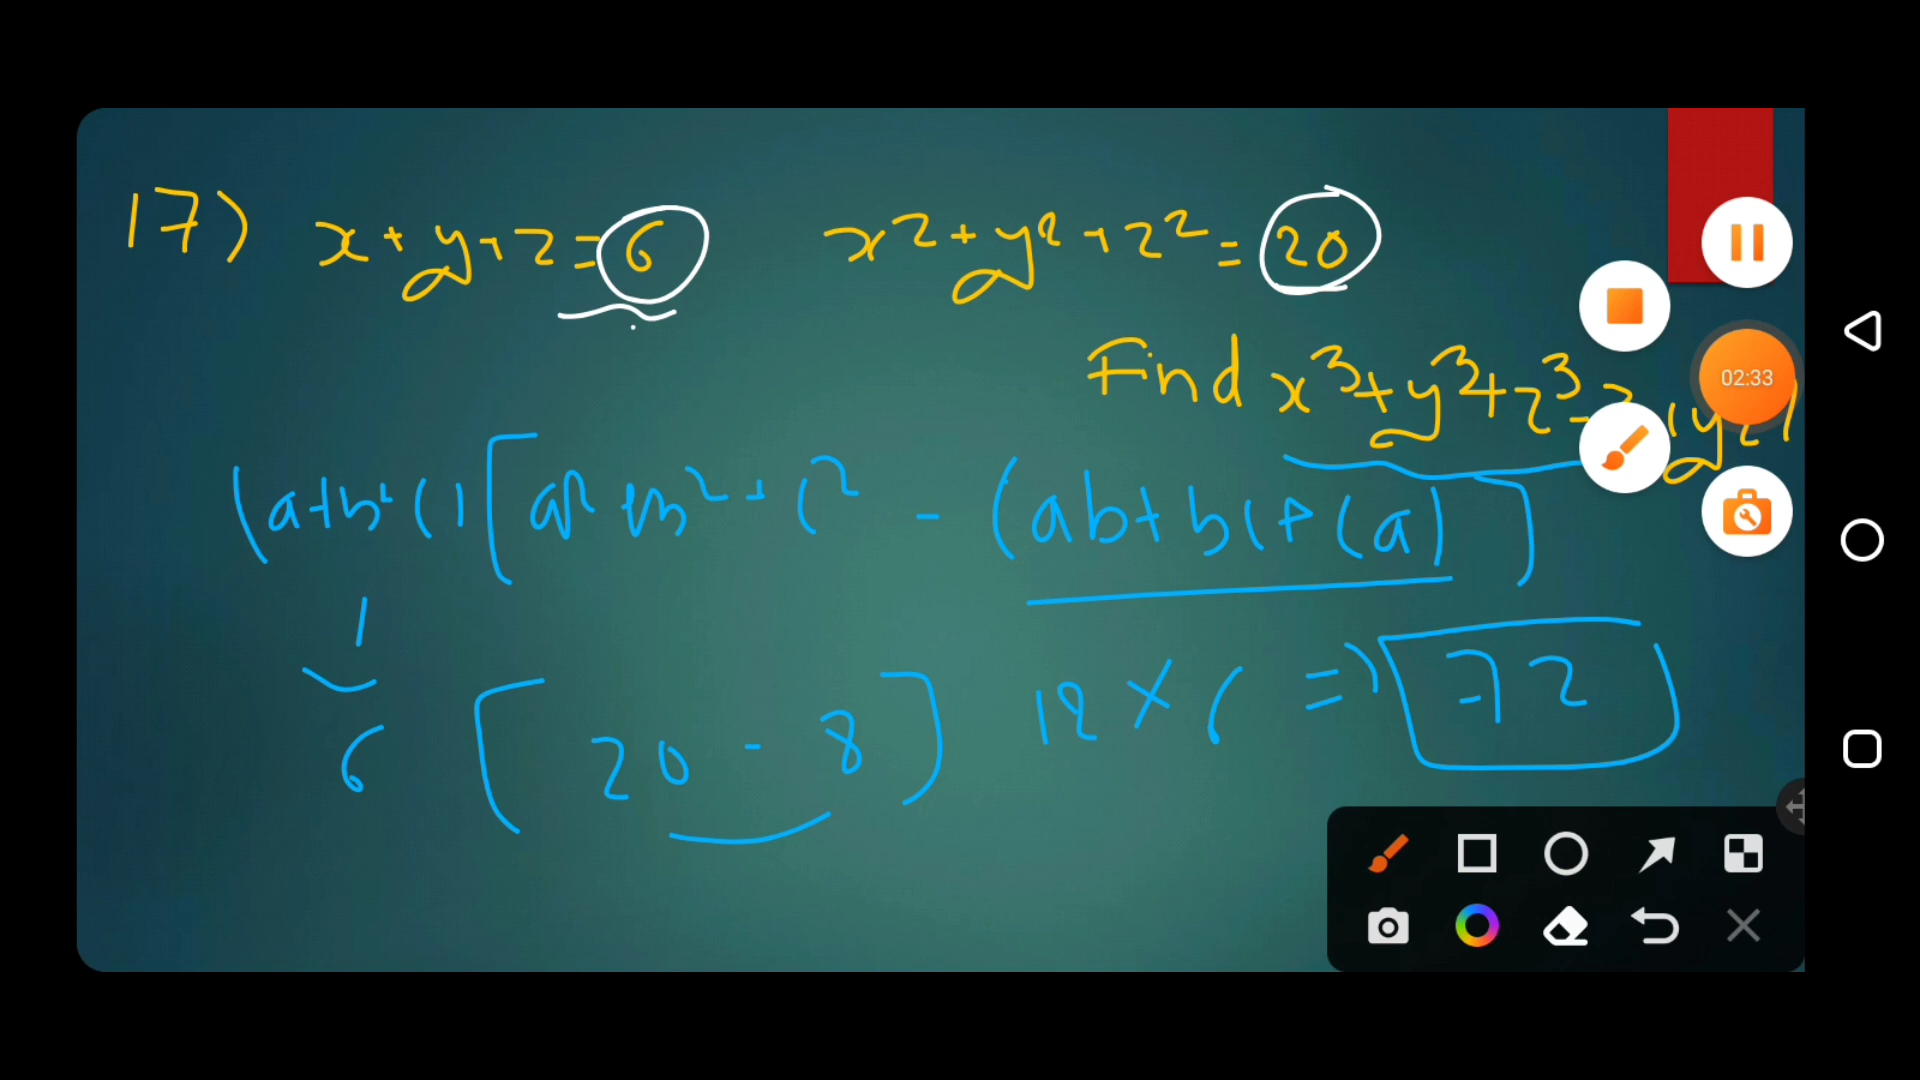 17) x+y+z=6 x²+y²+z²=20
Find x³+y³+z³-3xyz
02:33
(a+b+c)[a²+b²+c²-(ab+bc+ca)]
6 [20-8] 12×6 => 72